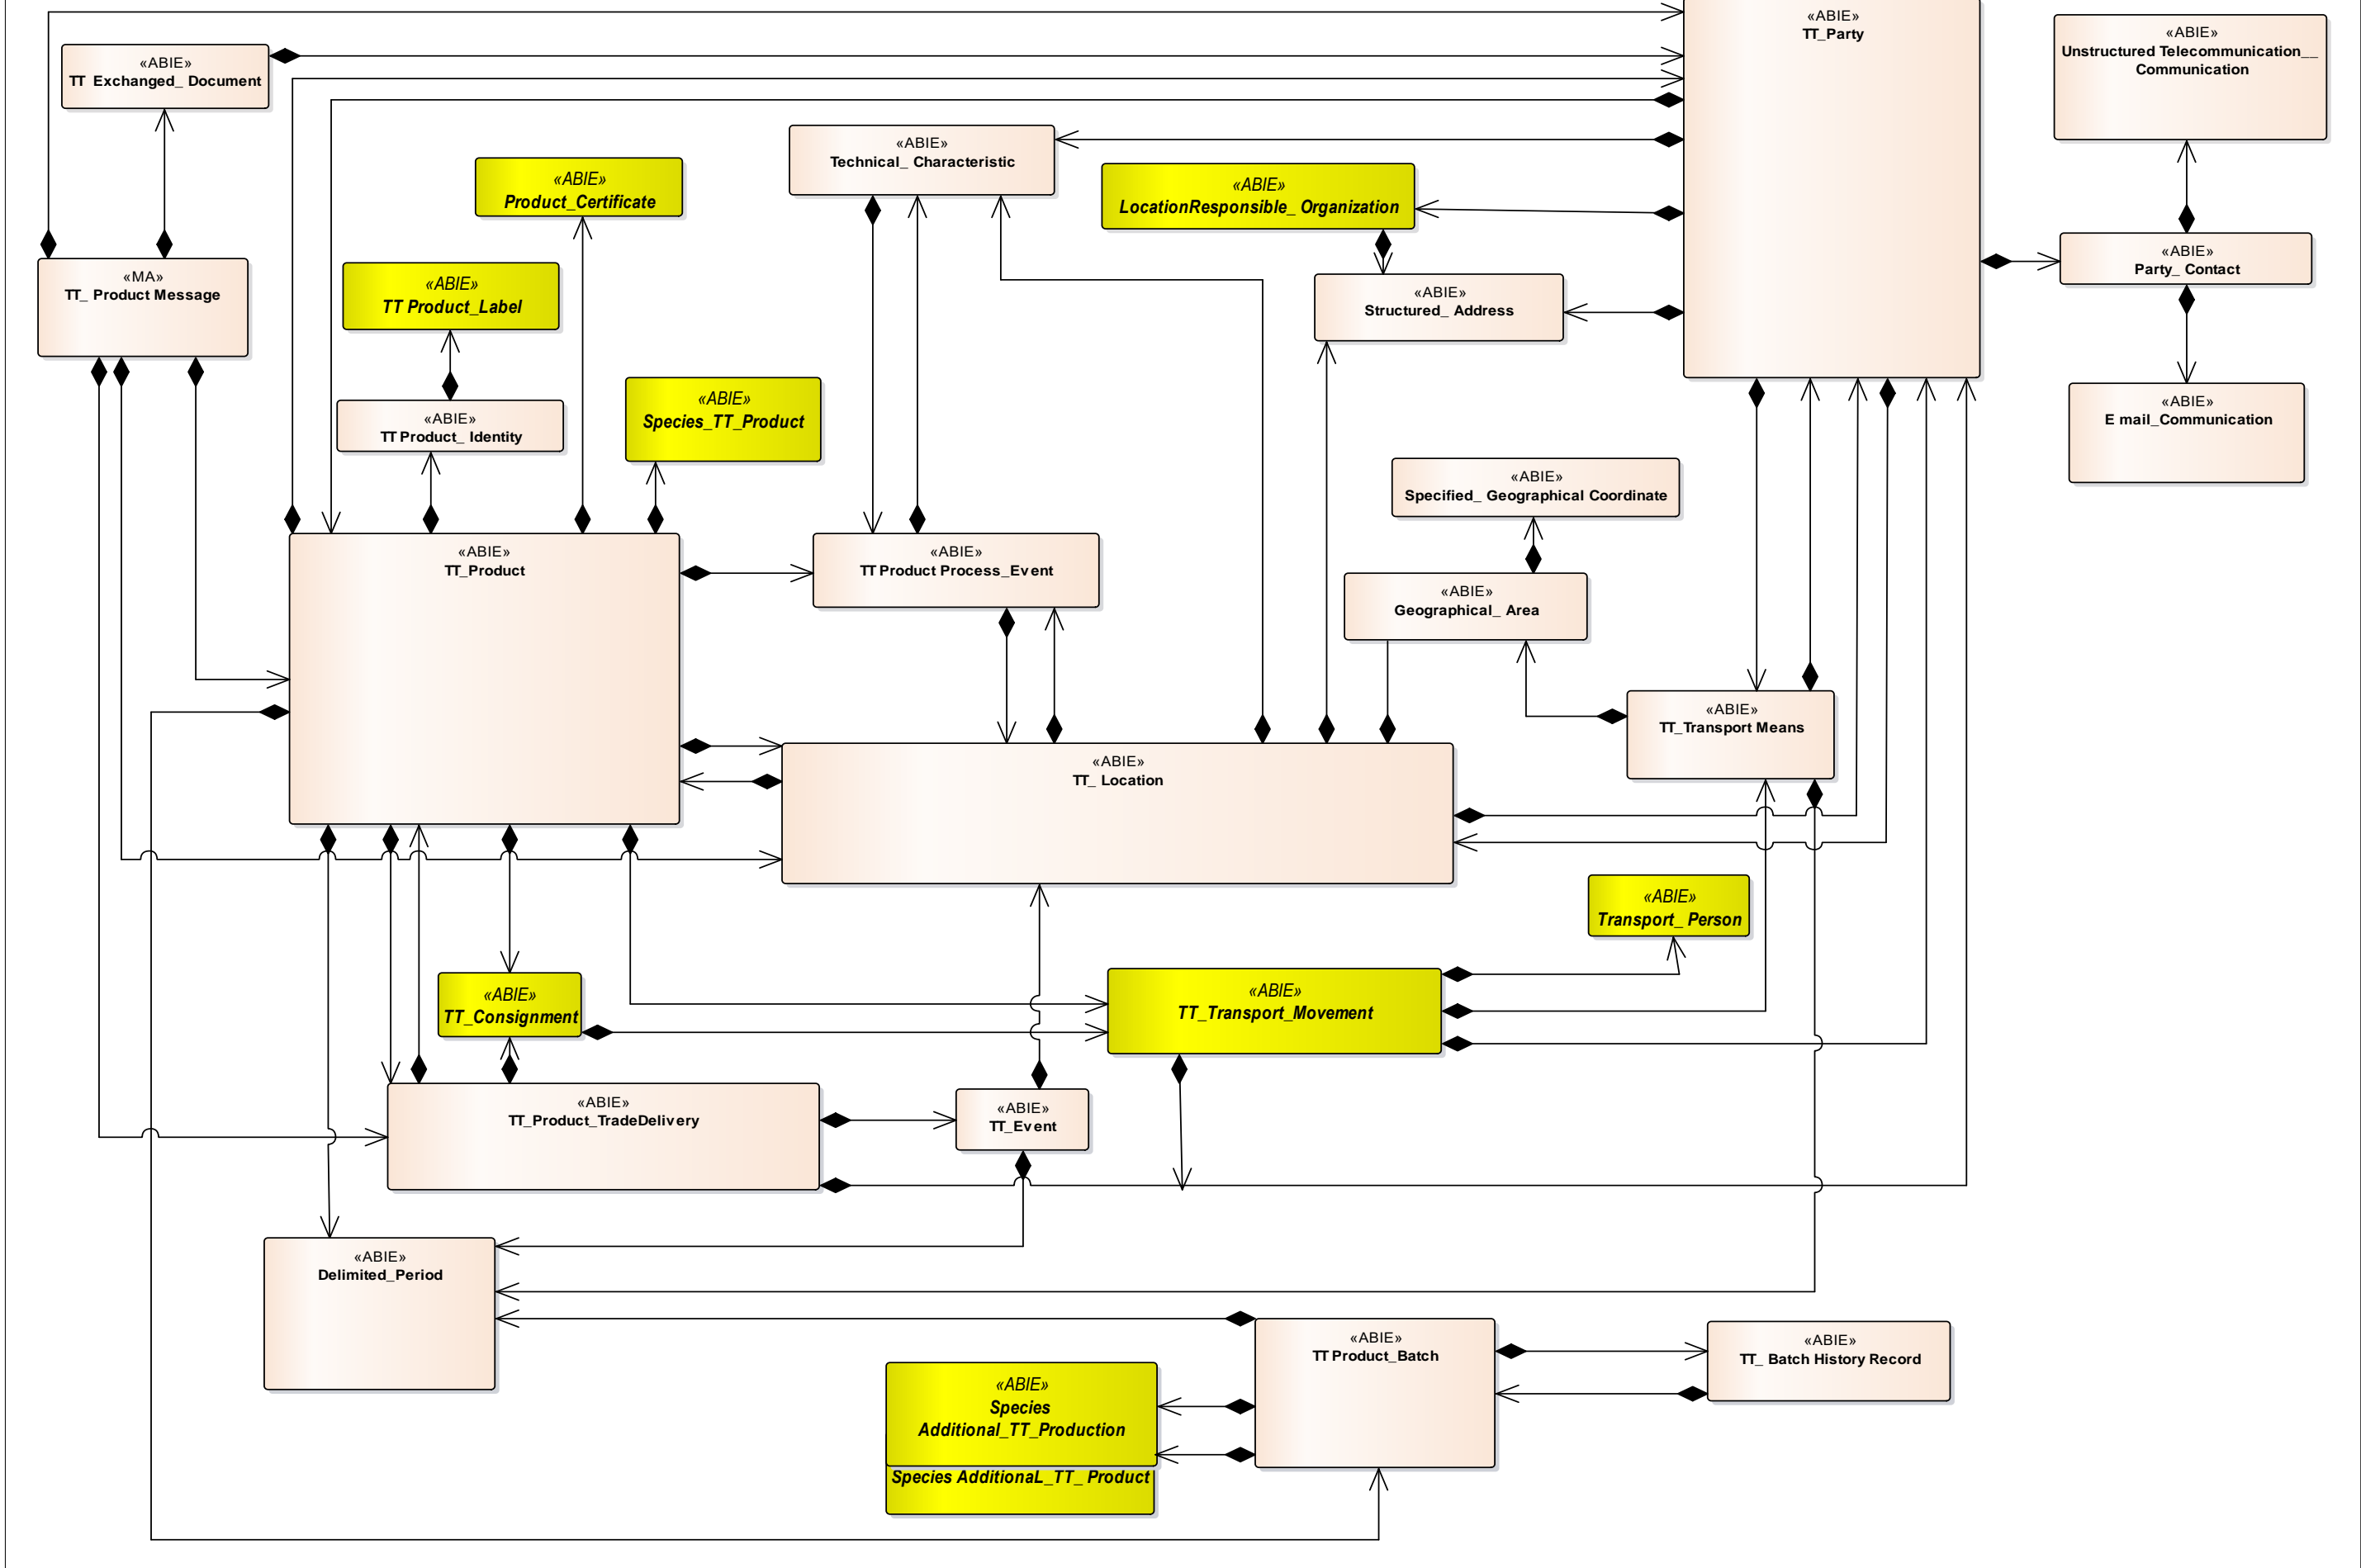 «ABIE»
TT_Party
«ABIE»
Unstructured Telecommunication__
Communication
«ABIE»
TT Exchanged_ Document
«ABIE»
Technical_ Characteristic
«ABIE»
Product_Certificate
«ABIE»
LocationResponsible_ Organization
«ABIE»
Party_ Contact
«MA»
TT_ Product Message
«ABIE»
TT Product_Label
«ABIE»
Structured_ Address
«ABIE»
Species_TT_Product
«ABIE»
E mail_Communication
«ABIE»
TT Product_ Identity
«ABIE»
Specified_ Geographical Coordinate
«ABIE»
TT_Product
«ABIE»
TT Product Process_Event
«ABIE»
Geographical_ Area
«ABIE»
TT_Transport Means
«ABIE»
TT_ Location
«ABIE»
Transport_ Person
«ABIE»
TT_Consignment
«ABIE»
TT_Transport_Movement
«ABIE»
TT_Product_TradeDelivery
«ABIE»
TT_Event
«ABIE»
Delimited_Period
«ABIE»
TT Product_Batch
«ABIE»
TT_ Batch History Record
«ABIE»
Species
Additional_TT_Production
Species AdditionaL_TT_ Product